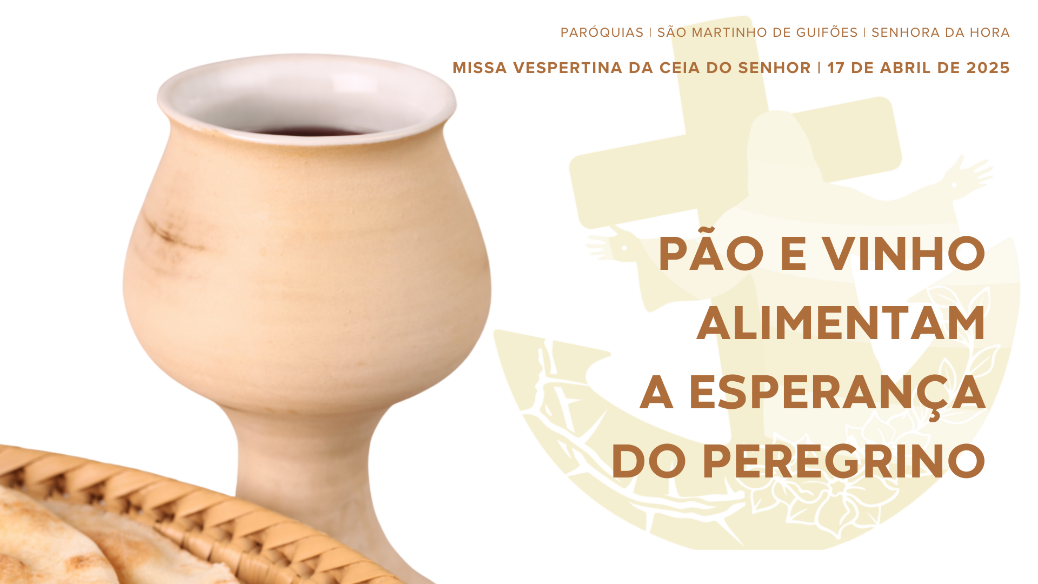 PARÓQUIAS | SÃO MARTINHO DE GUIFÕES | SENHORA DA HORA
MISSA VESPERTINA DA CEIA DO SENHOR | 17 DE ABRIL DE 2025
PÃO E VINHO
ALIMENTAM
A ESPERANÇA
DO PEREGRINO